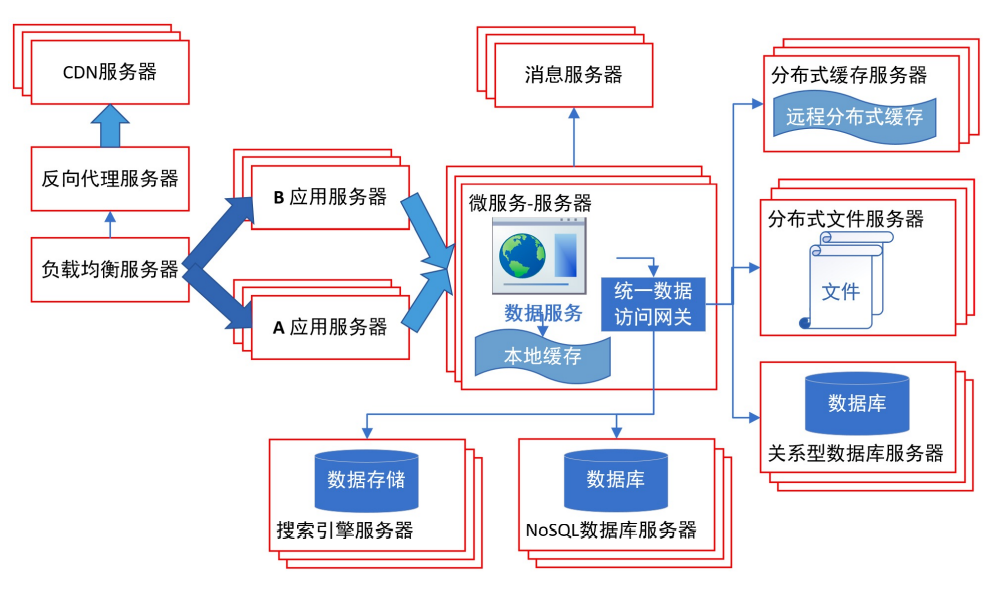 CDN服务器
反向代理服务器
负载均衡服务器
B 应用服务器
A 应用服务器
消息服务器
微服务-服务器
数据服务
本地缓存
统一数据
访问网关
分布式缓存服务器
远程分布式缓存
分布式文件服务器
文件
数据库
关系型数据库服务器
数据存储
搜索引擎服务器
数据库
NoSQL数据库服务器